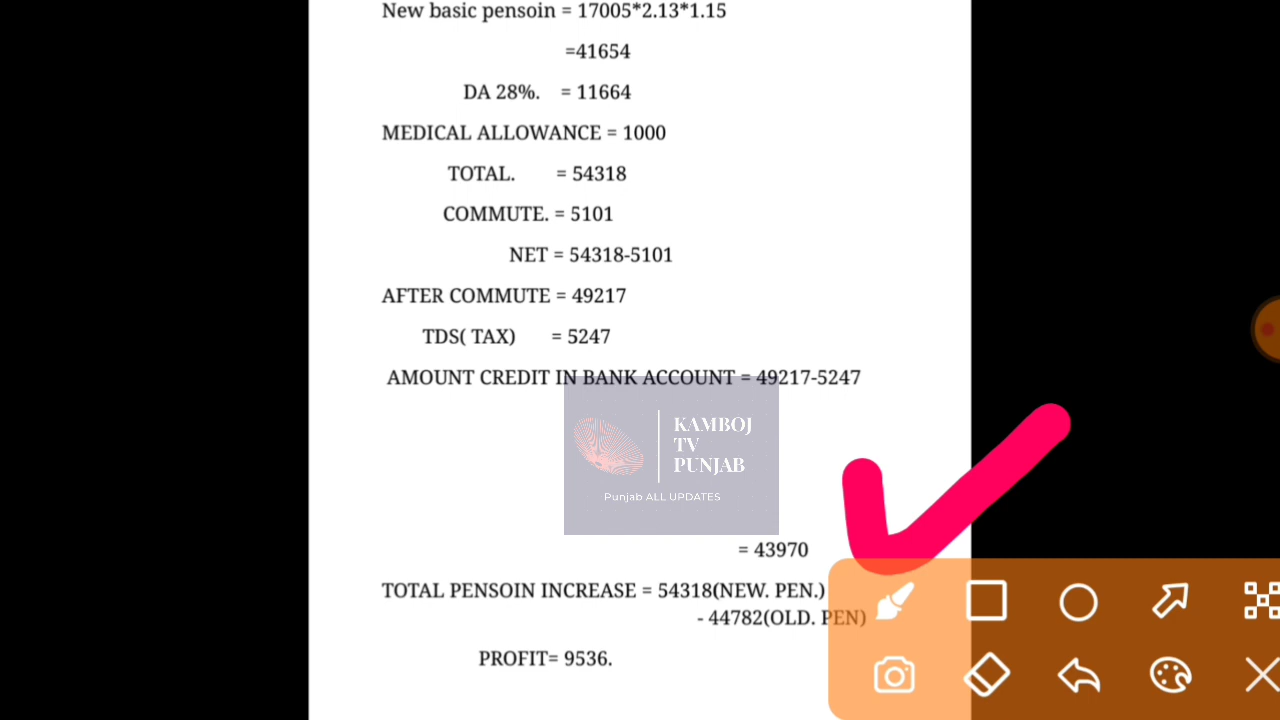 New basic pensoin = 17005*2.13*1.15
=41654
DA 28%. = 11664
MEDICAL ALLOWANCE = 1000
TOTAL. = 54318
COMMUTE. = 5101
NET = 54318-5101
AFTER COMMUTE = 49217
TDS( TAX) = 5247
AMOUNT CREDIT IN BANK ACCOUNT = 49217-5247
KAMBOJ
TV
PUNJAB
Punjab ALL UPDATES
= 43970
TOTAL PENSOIN INCREASE = 54318(NEW. PEN.)
- 44782(OLD. PEN)
PROFIT= 9536.